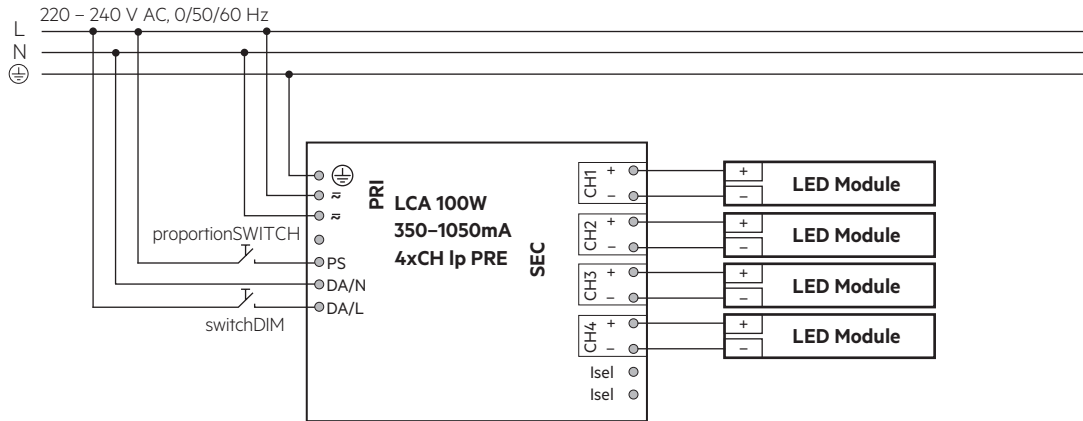 220 – 240 V AC, 0/50/60 Hz
L
N
PRI
LCA 100W
350–1050mA
4xCH lp PRE
SEC
proportionSWITCH
PS
DA/N
DA/L
switchDIM
CH1
+
–
+
–
LED Module
CH2
+
–
+
–
LED Module
CH3
+
–
+
–
LED Module
CH4
+
–
+
–
LED Module
Isel
Isel